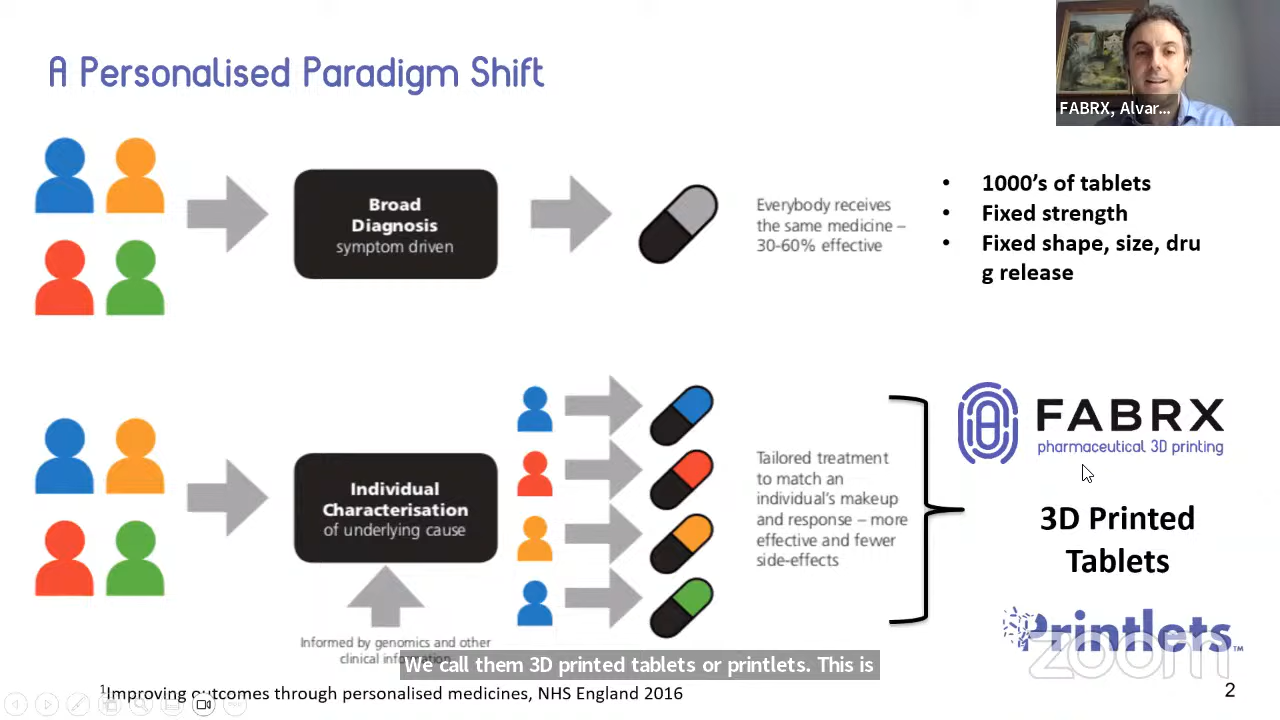 A Personalised Paradigm Shift
FABRX, Alvar...
Broad
Diagnosis
symptom driven
Everybody receives
the same medicine –
30-60% effective
• 1000's of tablets
• Fixed strength
• Fixed shape, size, dru
g release
Individual
Characterisation
of underlying cause
Informed by genomics and other
clinical
Tailored treatment
to match an
individual's makeup
and response – more
effective and fewer
side-effects
FABRX
pharmaceutical 3D printing
3D Printed
Tablets
Printlets™
zoom
We call them 3D printed tablets or printlets. This is
1Improving outcomes through personalised medicines, NHS England 2016
2